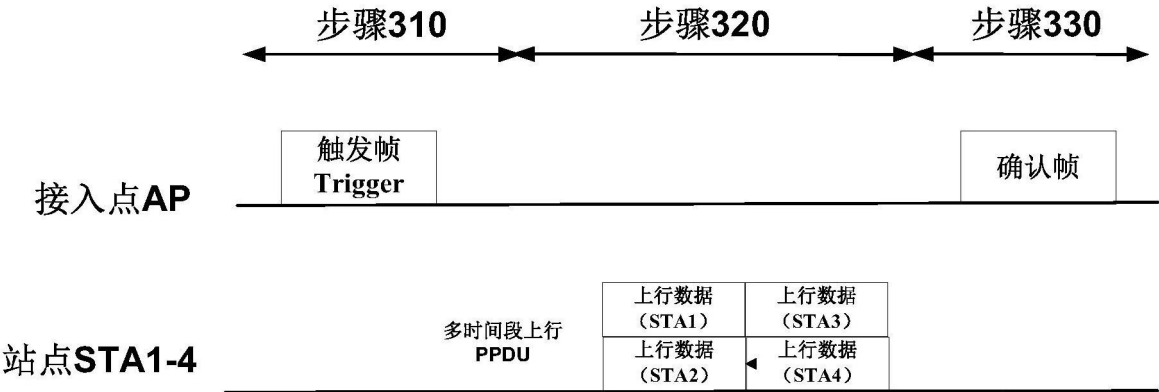 步骤310 步骤320 步骤330
触发帧
Trigger
确认帧
接入点AP
上行数据
（STA1）
上行数据
（STA3）
多时间段上行
PPDU
上行数据
（STA2）
上行数据
（STA4）
站点STA1-4